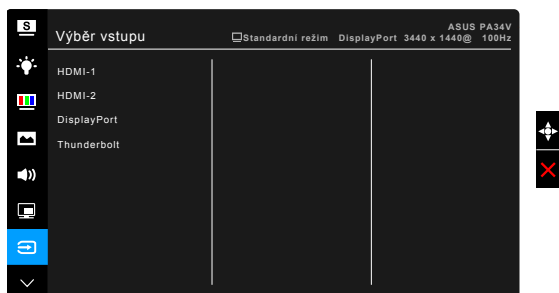 S
ASUS PA34V
Výběr vstupu
Standardní režim DisplayPort 3440 x 1440@ 100Hz
HDMI-1
HDMI-2
DisplayPort
Thunderbolt